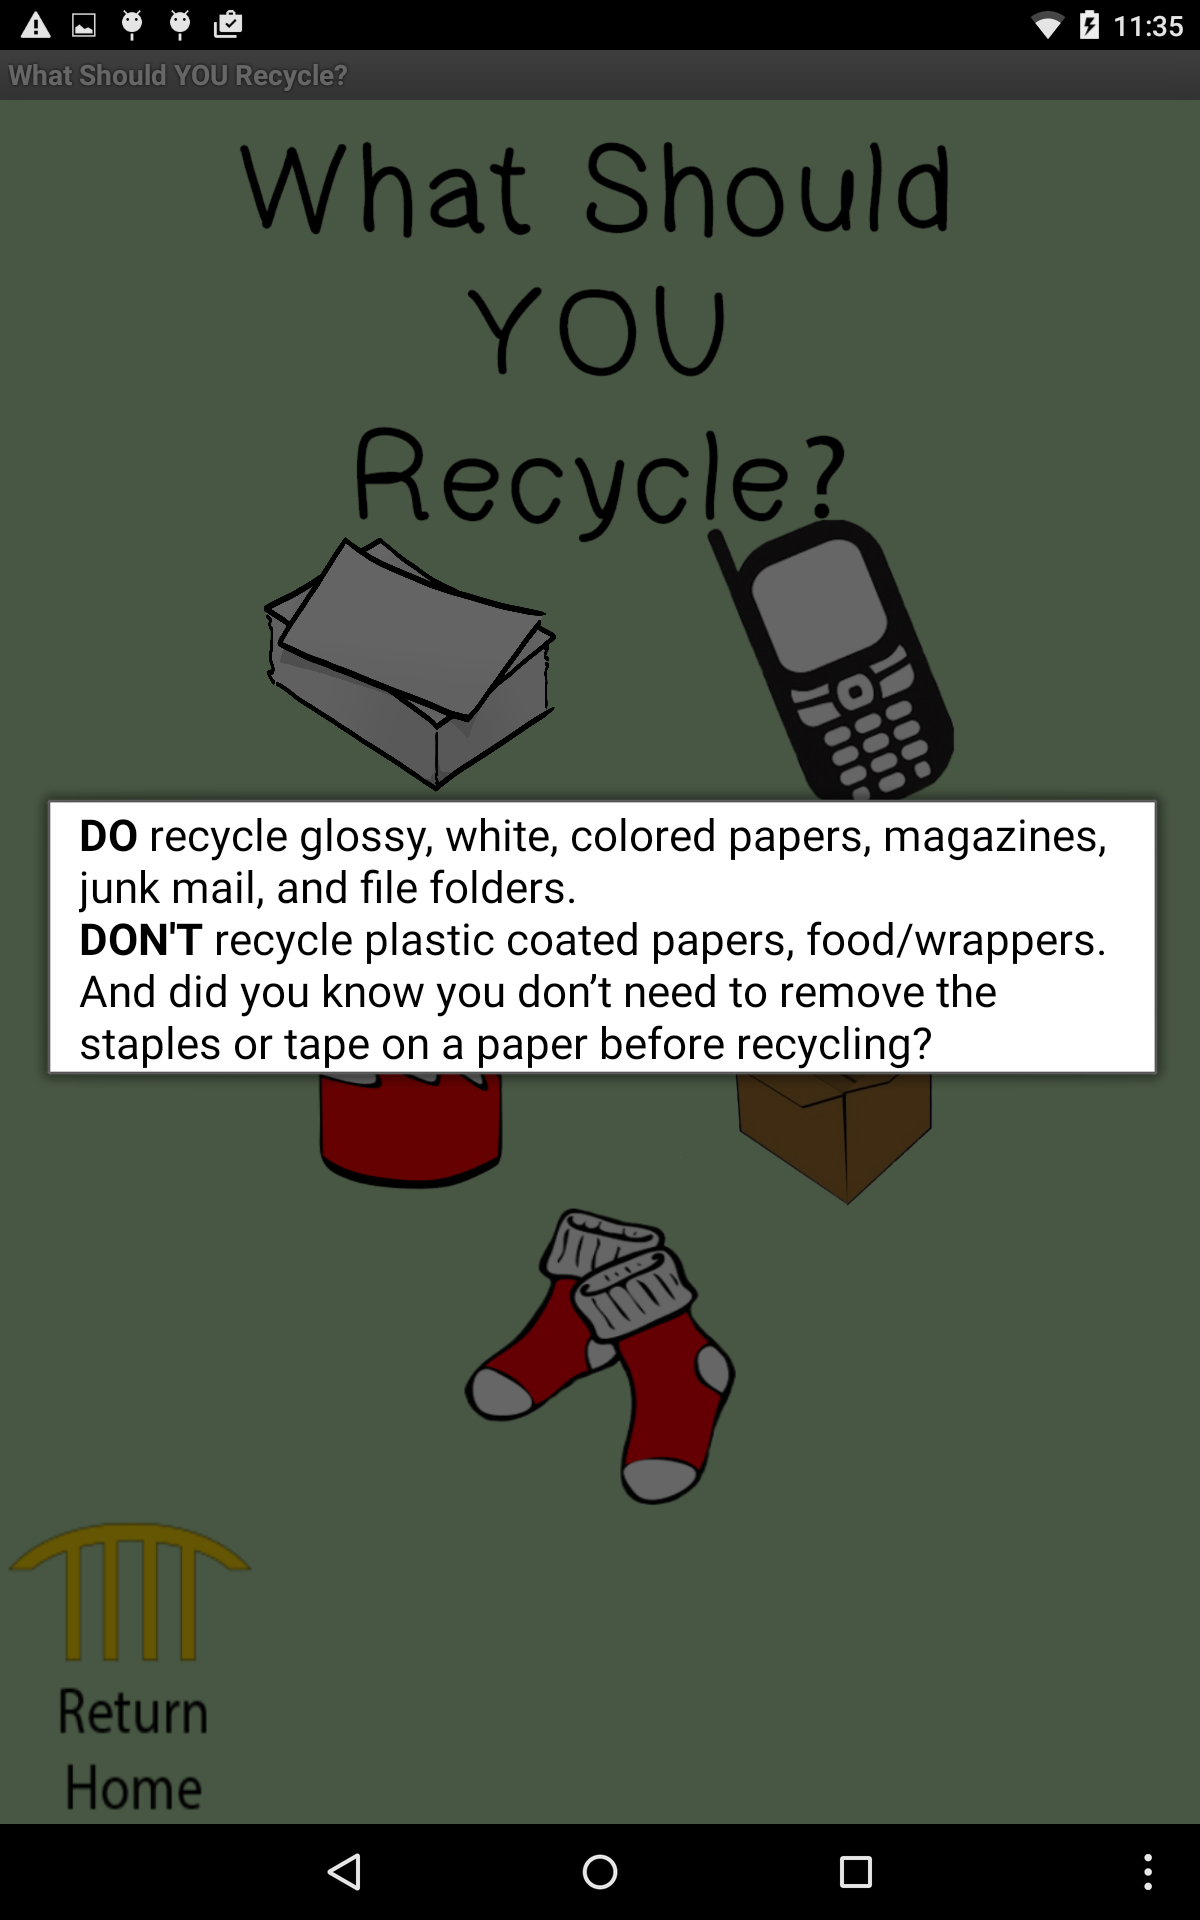 11:35
What Should YOU Recycle?
What Should
YOU
Recycle?
DO recycle glossy, white, colored papers, magazines,
junk mail, and file folders.
DON'T recycle plastic coated papers, food/wrappers.
And did you know you don’t need to remove the
staples or tape on a paper before recycling?
Return
Home